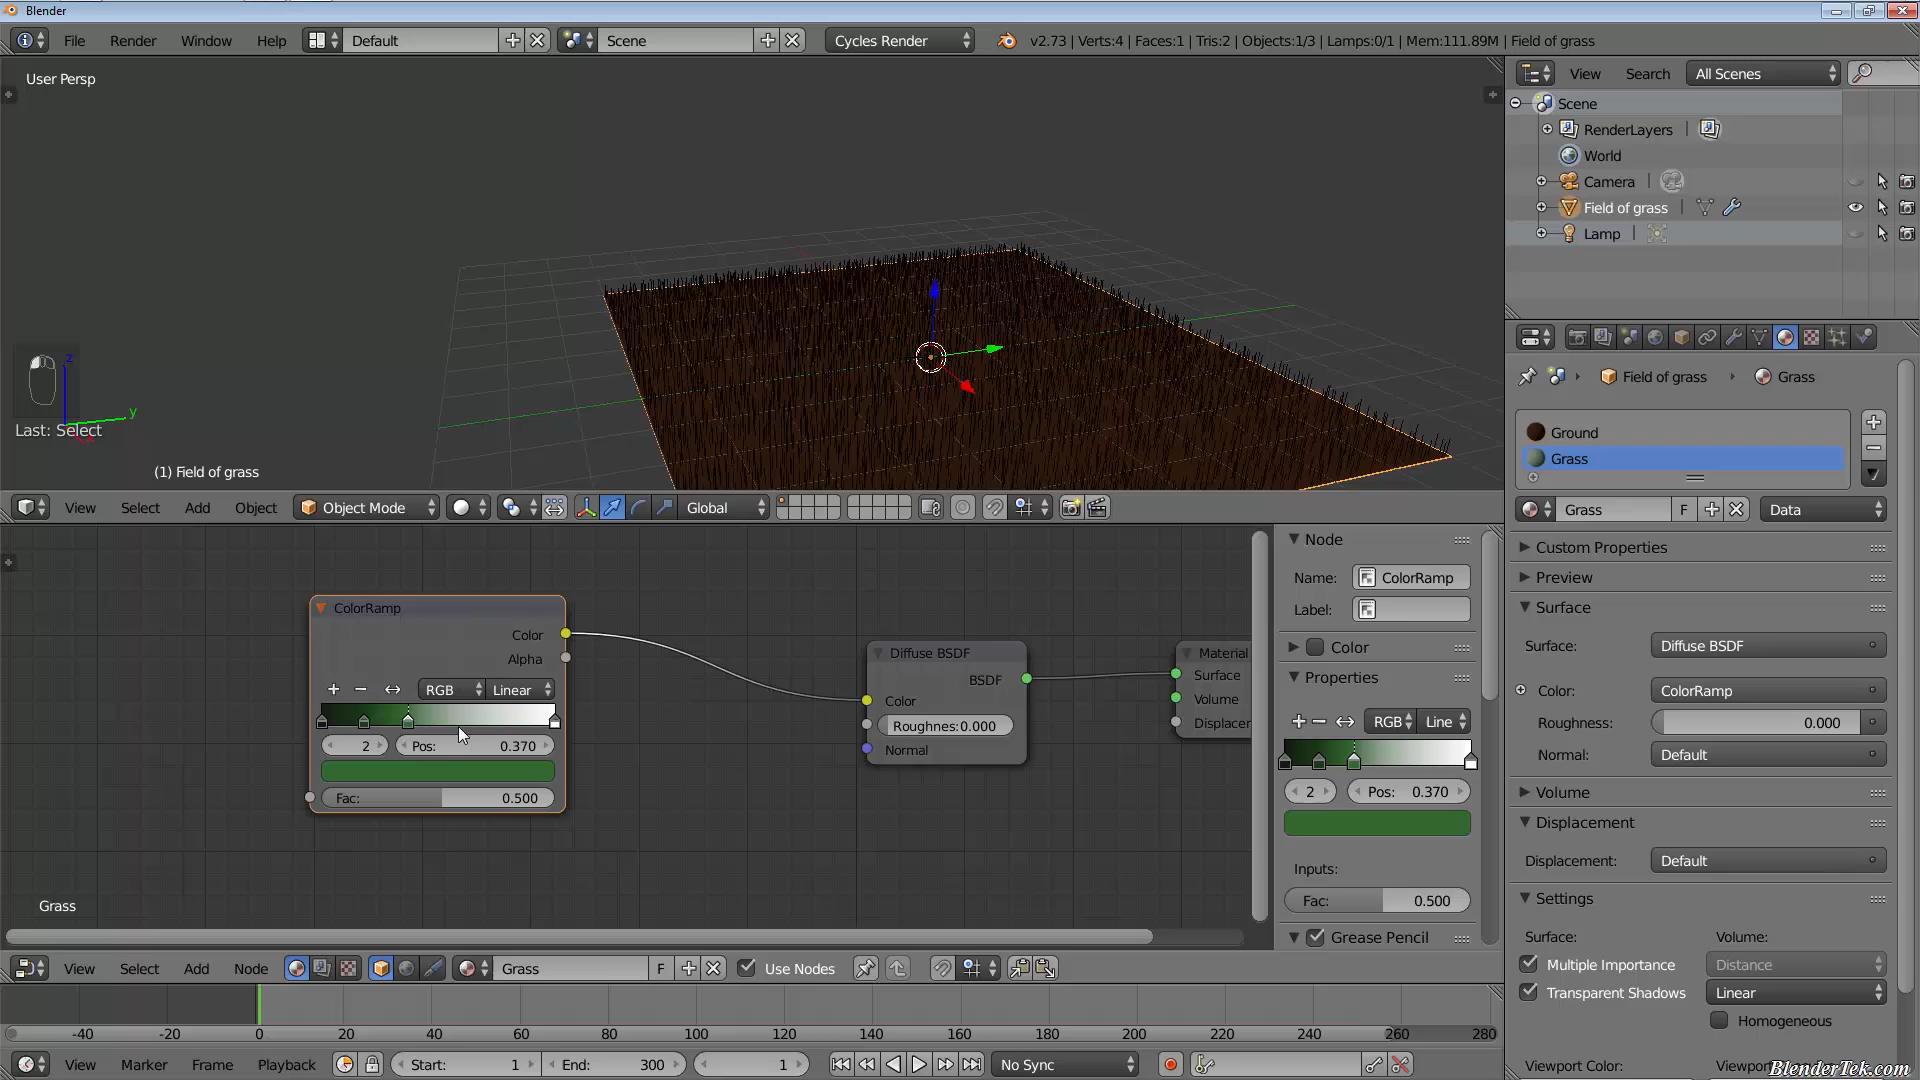 Blender
File Render Window Help Default Scene Cycles Render v2.73 | Verts:4 | Faces:1 | Tris:2 | Objects:1/3 | Lamps:0/1 | Mem:111.89M | Field of grass
User Persp
z
y
Last: Select
(1) Field of grass
View Select Add Object Object Mode Global
ColorRamp
Color
Alpha
RGB Linear
2 Pos: 0.370
Fac: 0.500
Diffuse BSDF
BSDF
Color
Roughnes:0.000
Normal
Material
Surface
Volume
Displacer
Grass
Node
Name: ColorRamp
Label:
Color
Properties
RGB Line
2 Pos: 0.370
Inputs:
Fac: 0.500
Grease Pencil
View Select Add Node Grass F Use Nodes
-40 -20 0 20 40 60 80 100 120 140 160 180 200 220 240 260 280
View Marker Frame Playback Start: 1 End: 300 1 No Sync
View Search All Scenes
Scene
RenderLayers
World
Camera
Field of grass
Lamp
Field of grass Grass
Ground
Grass
Grass F Data
Custom Properties
Preview
Surface
Surface: Diffuse BSDF
Color: ColorRamp
Roughness: 0.000
Normal: Default
Volume
Displacement
Displacement: Default
Settings
Surface: Volume:
Multiple Importance Distance
Transparent Shadows Linear
Homogeneous
Viewport Color:
BlenderTek.com